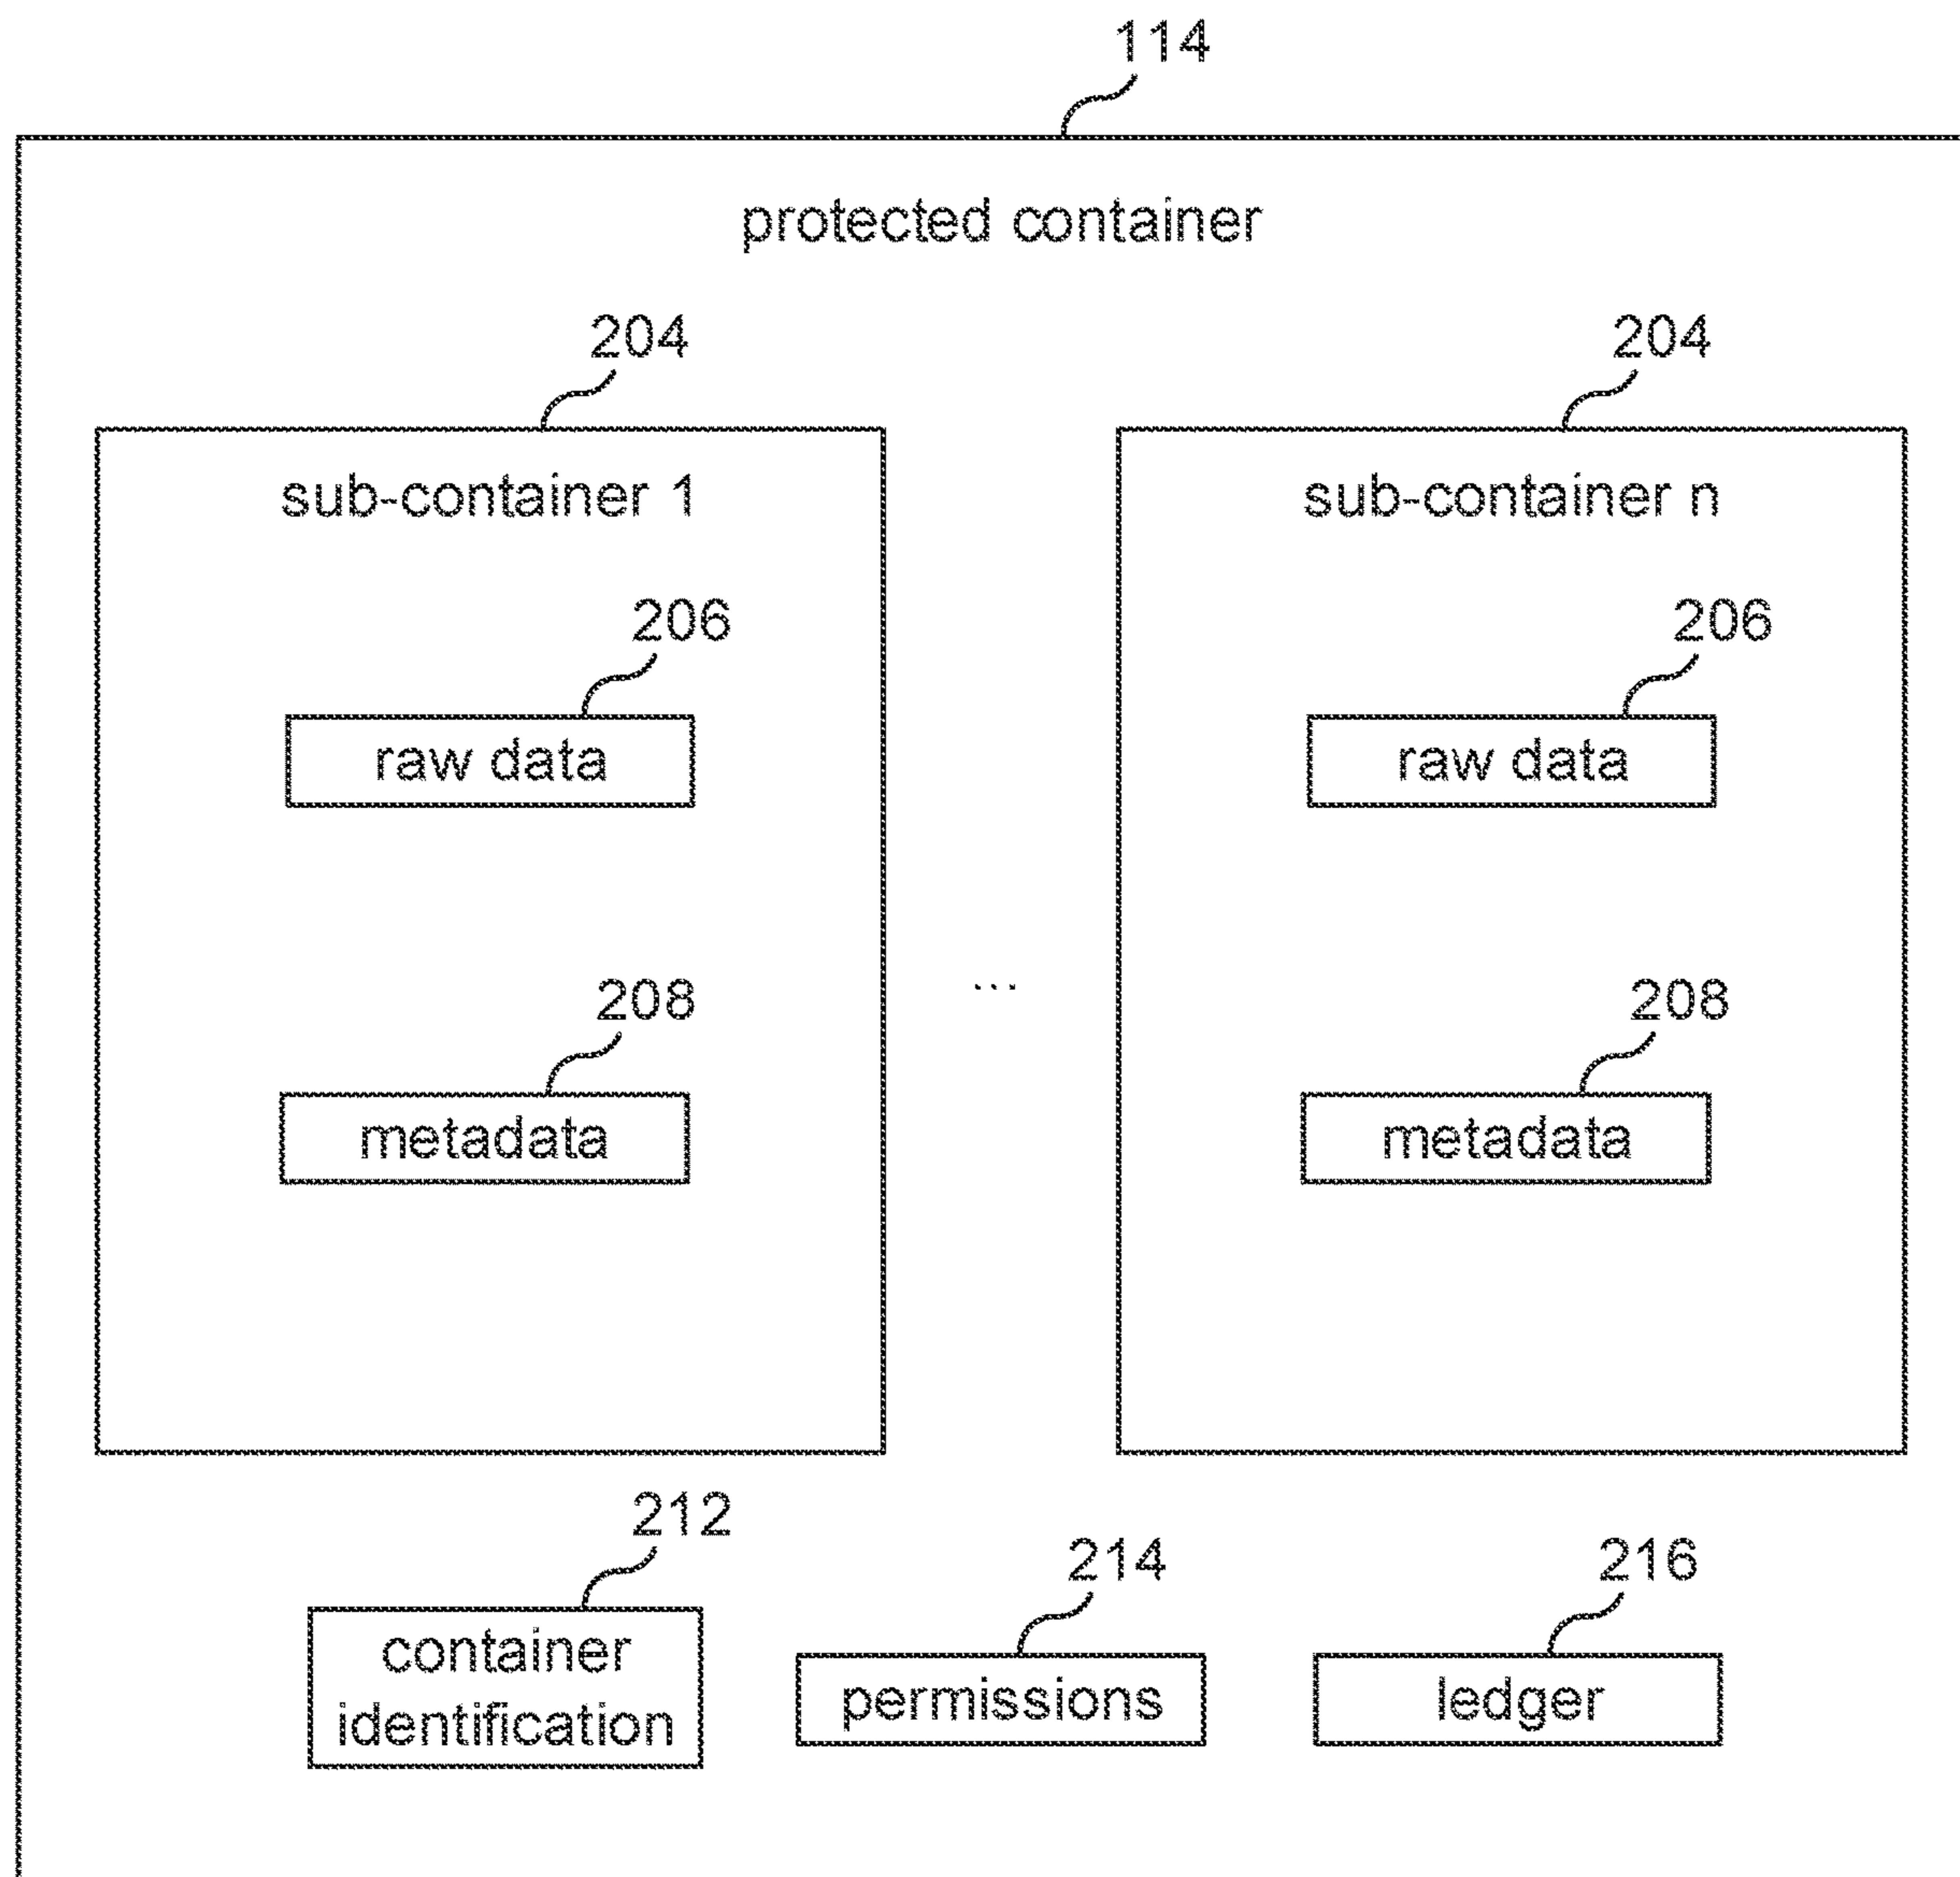 114
protected container
204
204
sub-container 1
sub-container n
206
206
raw data
raw data
208
...
208
metadata
metadata
212
214
216
container
identification
permissions
ledger